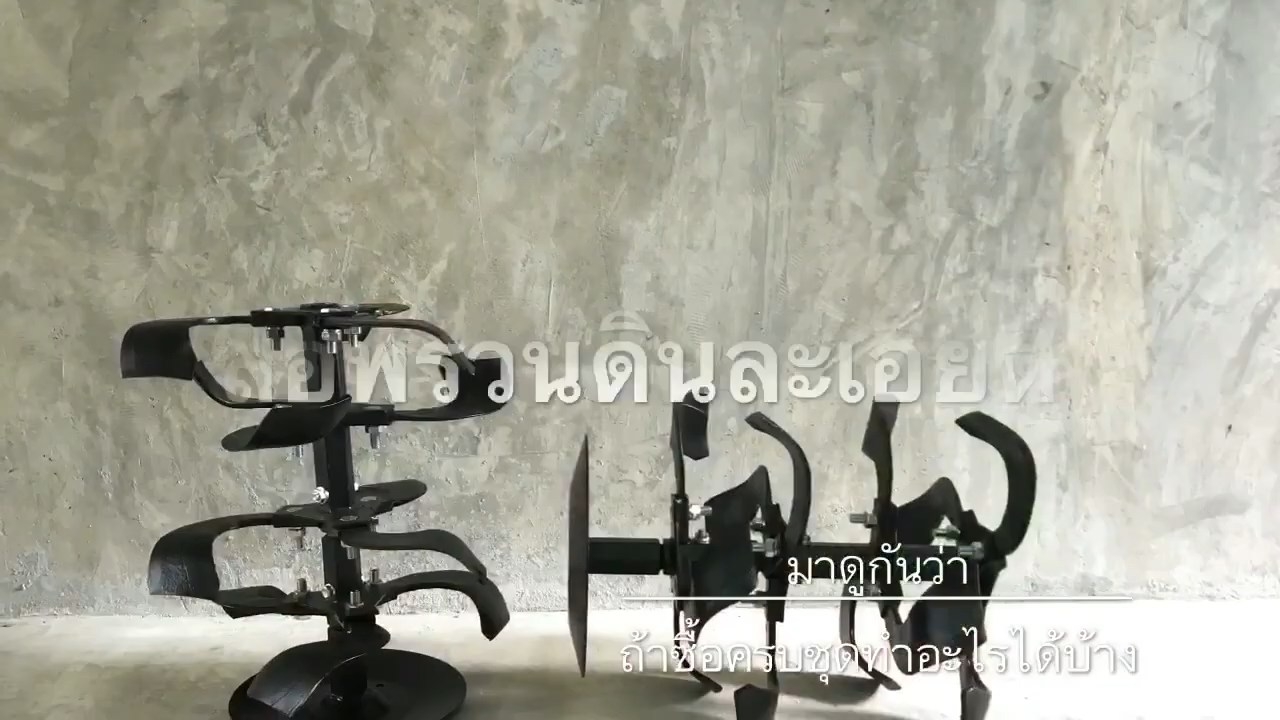 ล้อพรวนดินละเอียด
มาดูกันว่า
ถ้าซื้อครบชุดทำอะไรได้บ้าง